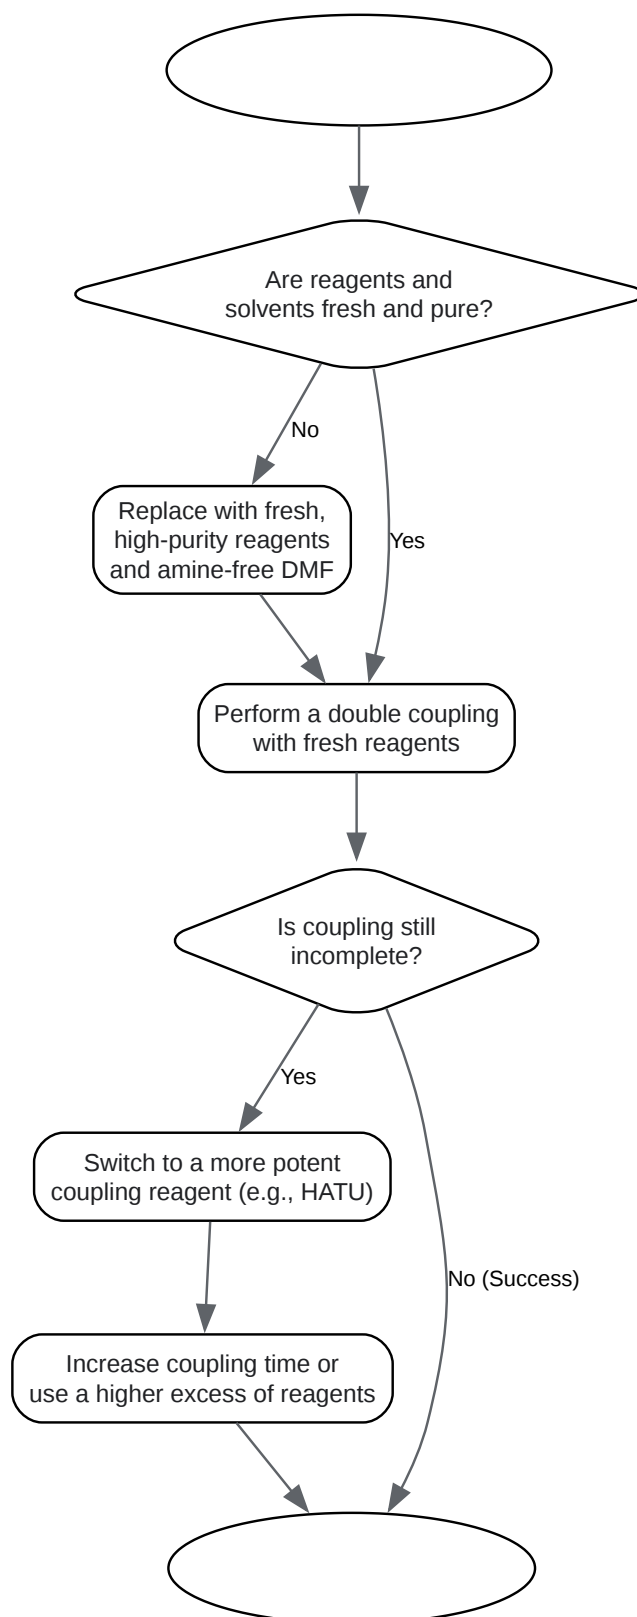 Are reagents and
solvents fresh and pure?
No
Replace with fresh,
high-purity reagents
and amine-free DMF
Yes
Perform a double coupling
with fresh reagents
Is coupling still
incomplete?
Yes
Switch to a more potent
coupling reagent (e.g., HATU)
No (Success)
Increase coupling time or
use a higher excess of reagents